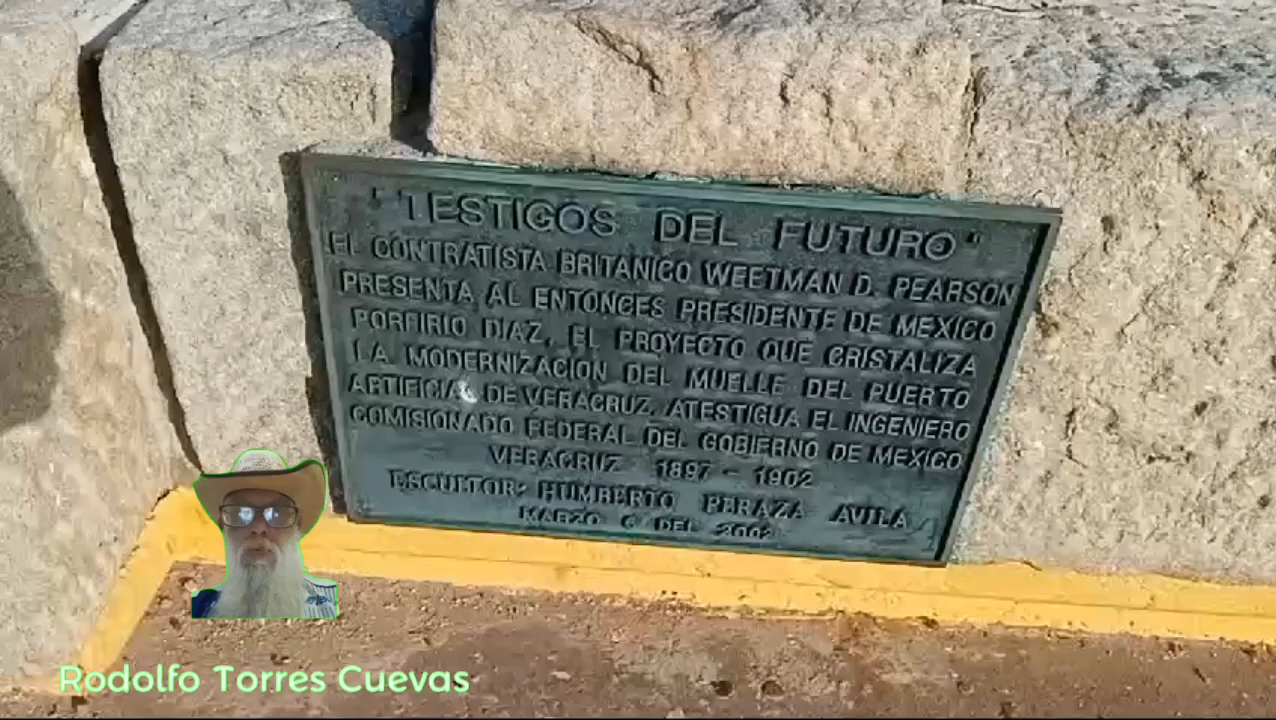 "TESTIGOS DEL FUTURO"
EL CONTRATISTA BRITANICO WEETMAN D. PEARSON
PRESENTA AL ENTONCES PRESIDENTE DE MEXICO
PORFIRIO DIAZ, EL PROYECTO QUE CRISTALIZA
LA MODERNIZACION DEL MUELLE DEL PUERTO
ARTIFICIAL DE VERACRUZ, ATESTIGUA EL INGENIERO
COMISIONADO FEDERAL DEL GOBIERNO DE MEXICO
VERACRUZ 1897 - 1902
ESCULTOR: HUMBERTO PERAZA AVILA
MARZO 6 DEL 2002
Rodolfo Torres Cuevas